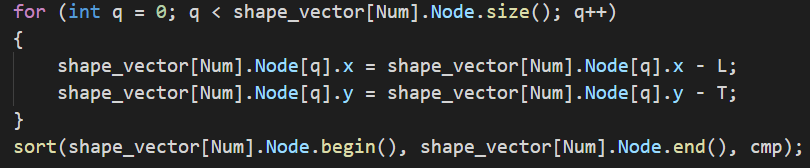 for (int q = 0; q < shape_vector[Num].Node.size(); q++)
{
    shape_vector[Num].Node[q].x = shape_vector[Num].Node[q].x - L;
    shape_vector[Num].Node[q].y = shape_vector[Num].Node[q].y - T;
}
sort(shape_vector[Num].Node.begin(), shape_vector[Num].Node.end(), cmp);